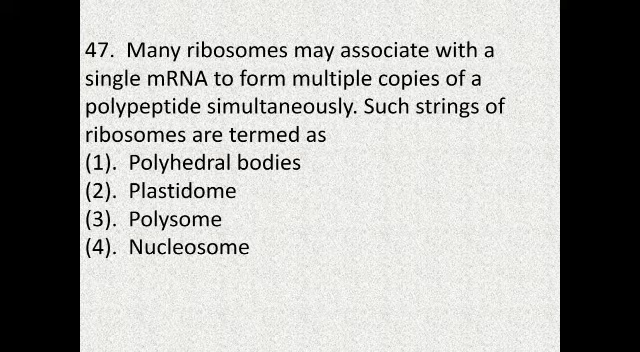 47.  Many ribosomes may associate with a
single mRNA to form multiple copies of a
polypeptide simultaneously. Such strings of
ribosomes are termed as
(1).  Polyhedral bodies
(2).  Plastidome
(3).  Polysome
(4).  Nucleosome